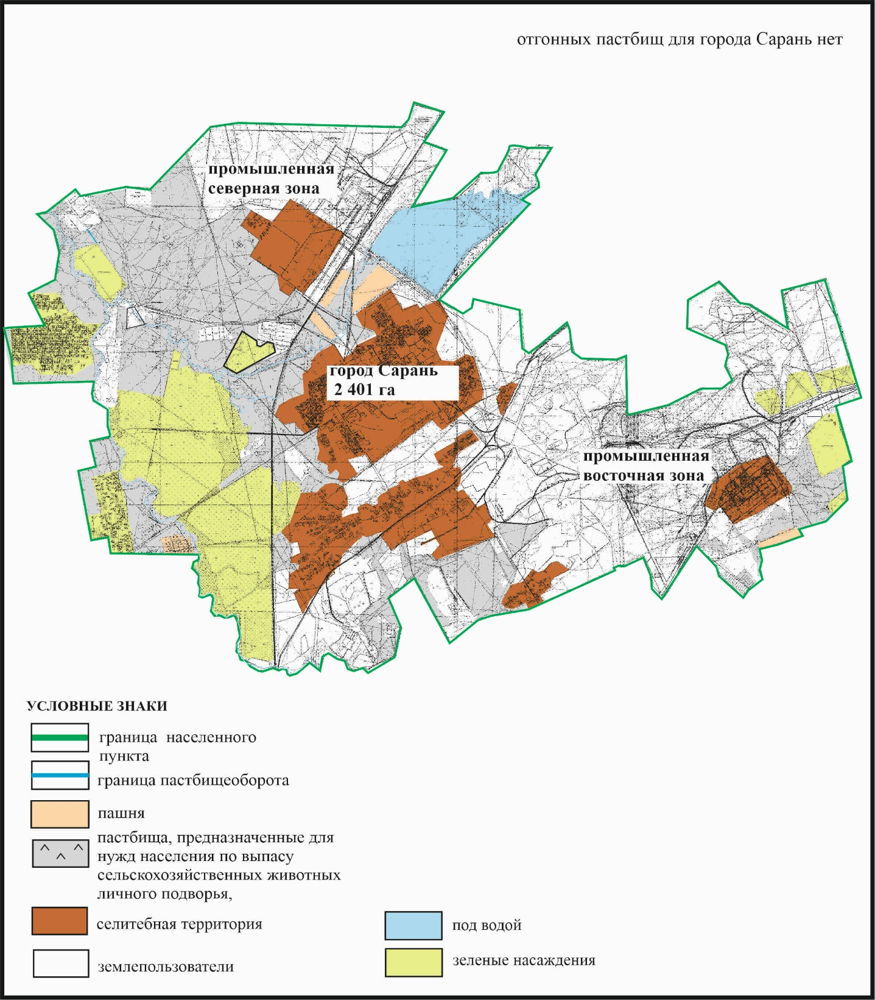 отгонных пастбищ для города Сарань нет
промышленная
северная зона
город Сарань
2 401 га
промышленная
восточная зона
УСЛОВНЫЕ ЗНАКИ
граница населенного
пункта
граница пастбищеоборота
пашня
пастбища, предназначенные для
нужд населения по выпасу
сельскохозяйственных животных
личного подворья,
селитебная территория
землепользователи
под водой
зеленые насаждения